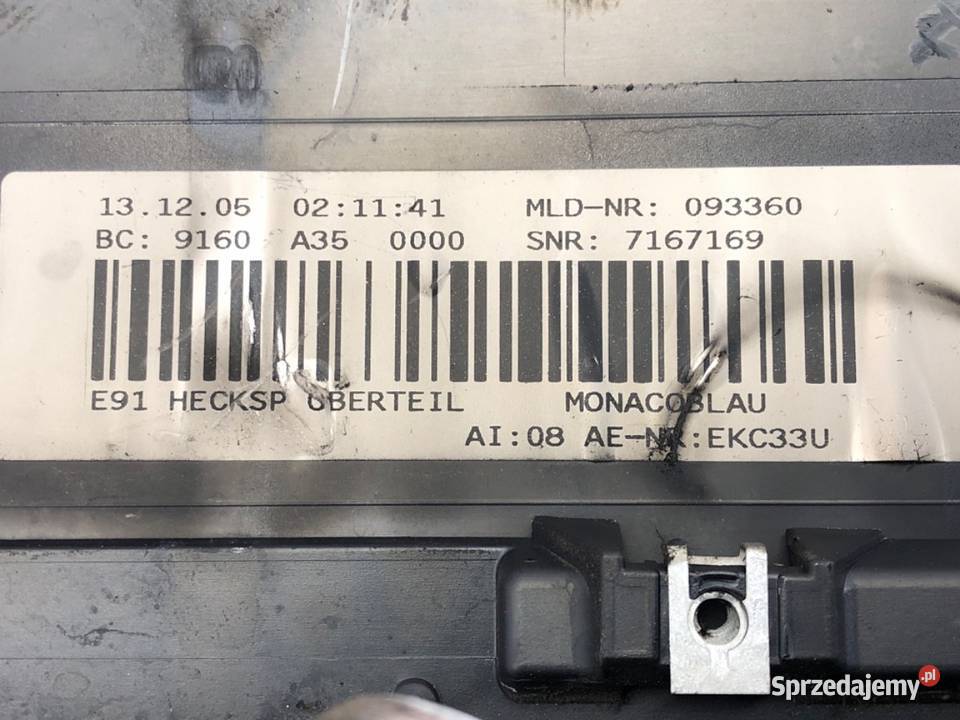 13.12.05 02:11:41 MLD-NR: 093360
BC: 9160 A35 0000 SNR: 7167169
E91 HECKSP OBERTEIL MONACOBLAU
AI:08 AE-NR:EKC33U
Sprzedajemy.pl